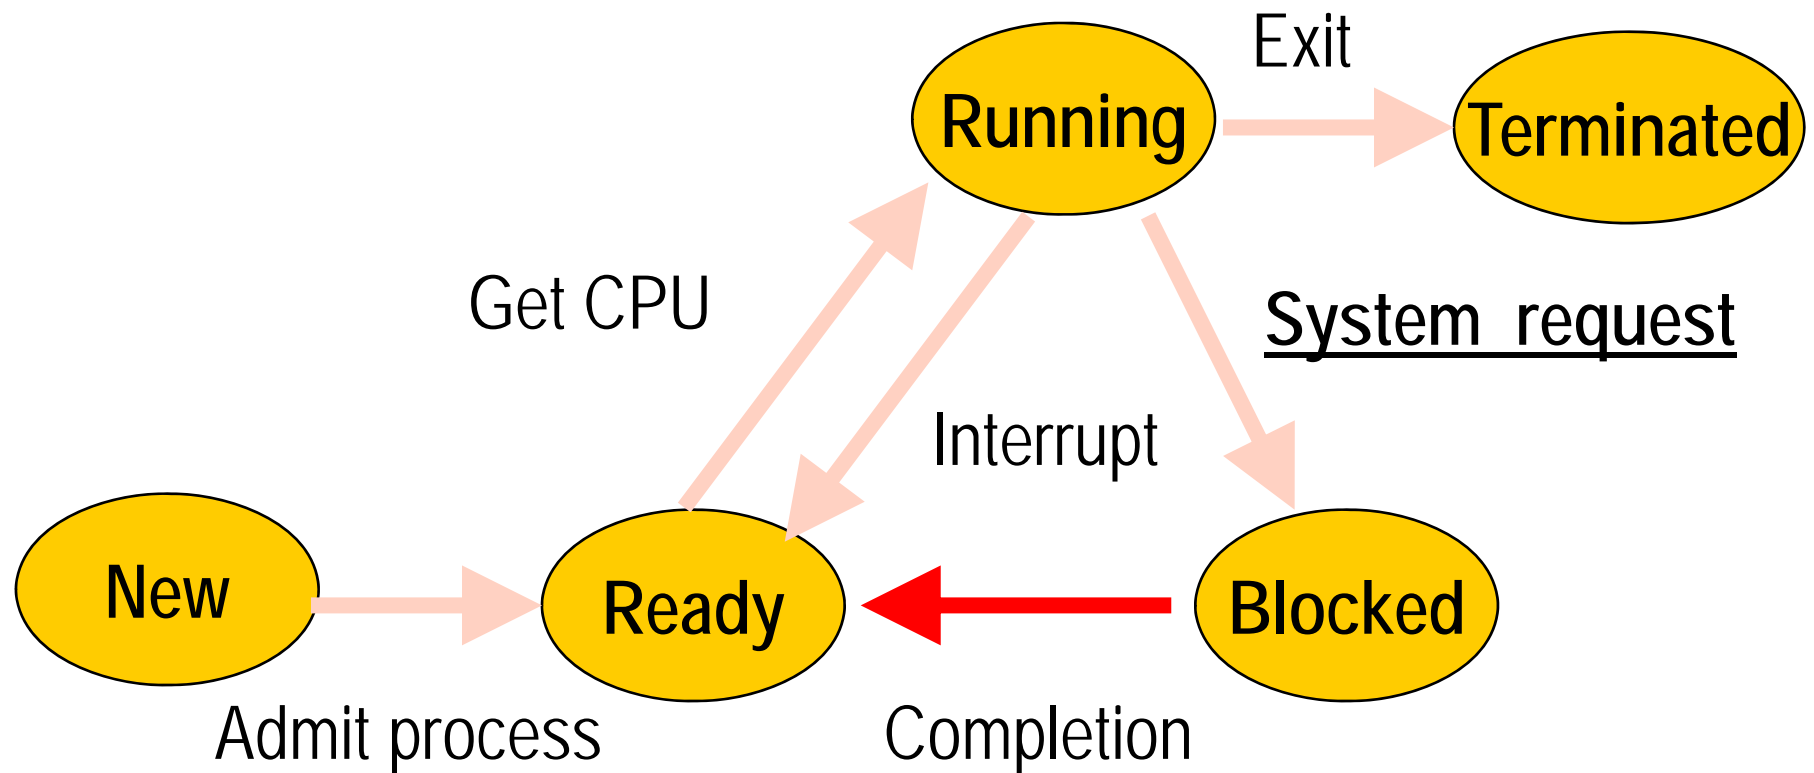 Exit
Running
Terminated
Get CPU
System request
Interrupt
New
Ready
Blocked
Admit process
Completion